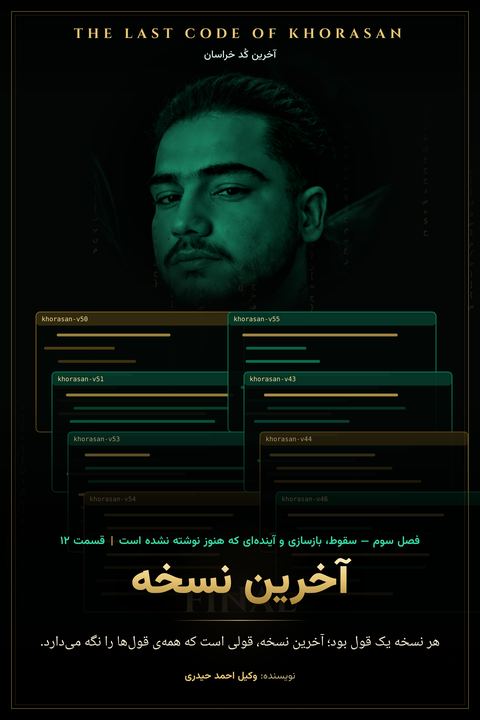 THE LAST CODE OF KHORASAN
آخرین کُد خراسان
khorasan-v50
khorasan-v55
khorasan-v51
khorasan-v43
khorasan-v53
khorasan-v44
khorasan-v54
khorasan-v46
فصل سوم — سقوط، بازسازی و آینده‌ای که هنوز نوشته نشده است | قسمت ۱۲
آخرین نسخه
FINAL
هر نسخه یک قول بود؛ آخرین نسخه، قولی است که همه‌ی قول‌ها را نگه می‌دارد.
نویسنده: وکیل احمد حیدری